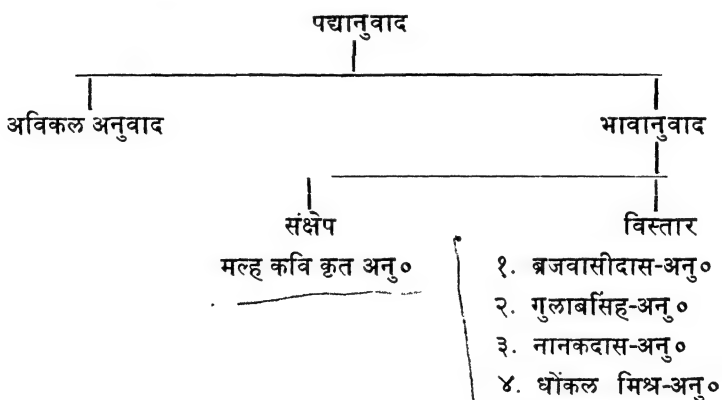 पद्यानुवाद
अविकल अनुवाद भावानुवाद
संक्षेप विस्तार
मल्ह कवि कृत अनु० १. ब्रजवासीदास-अनु०
२. गुलाबसिंह-अनु०
३. नानकदास-अनु०
४. धोंकल मिश्र-अनु०